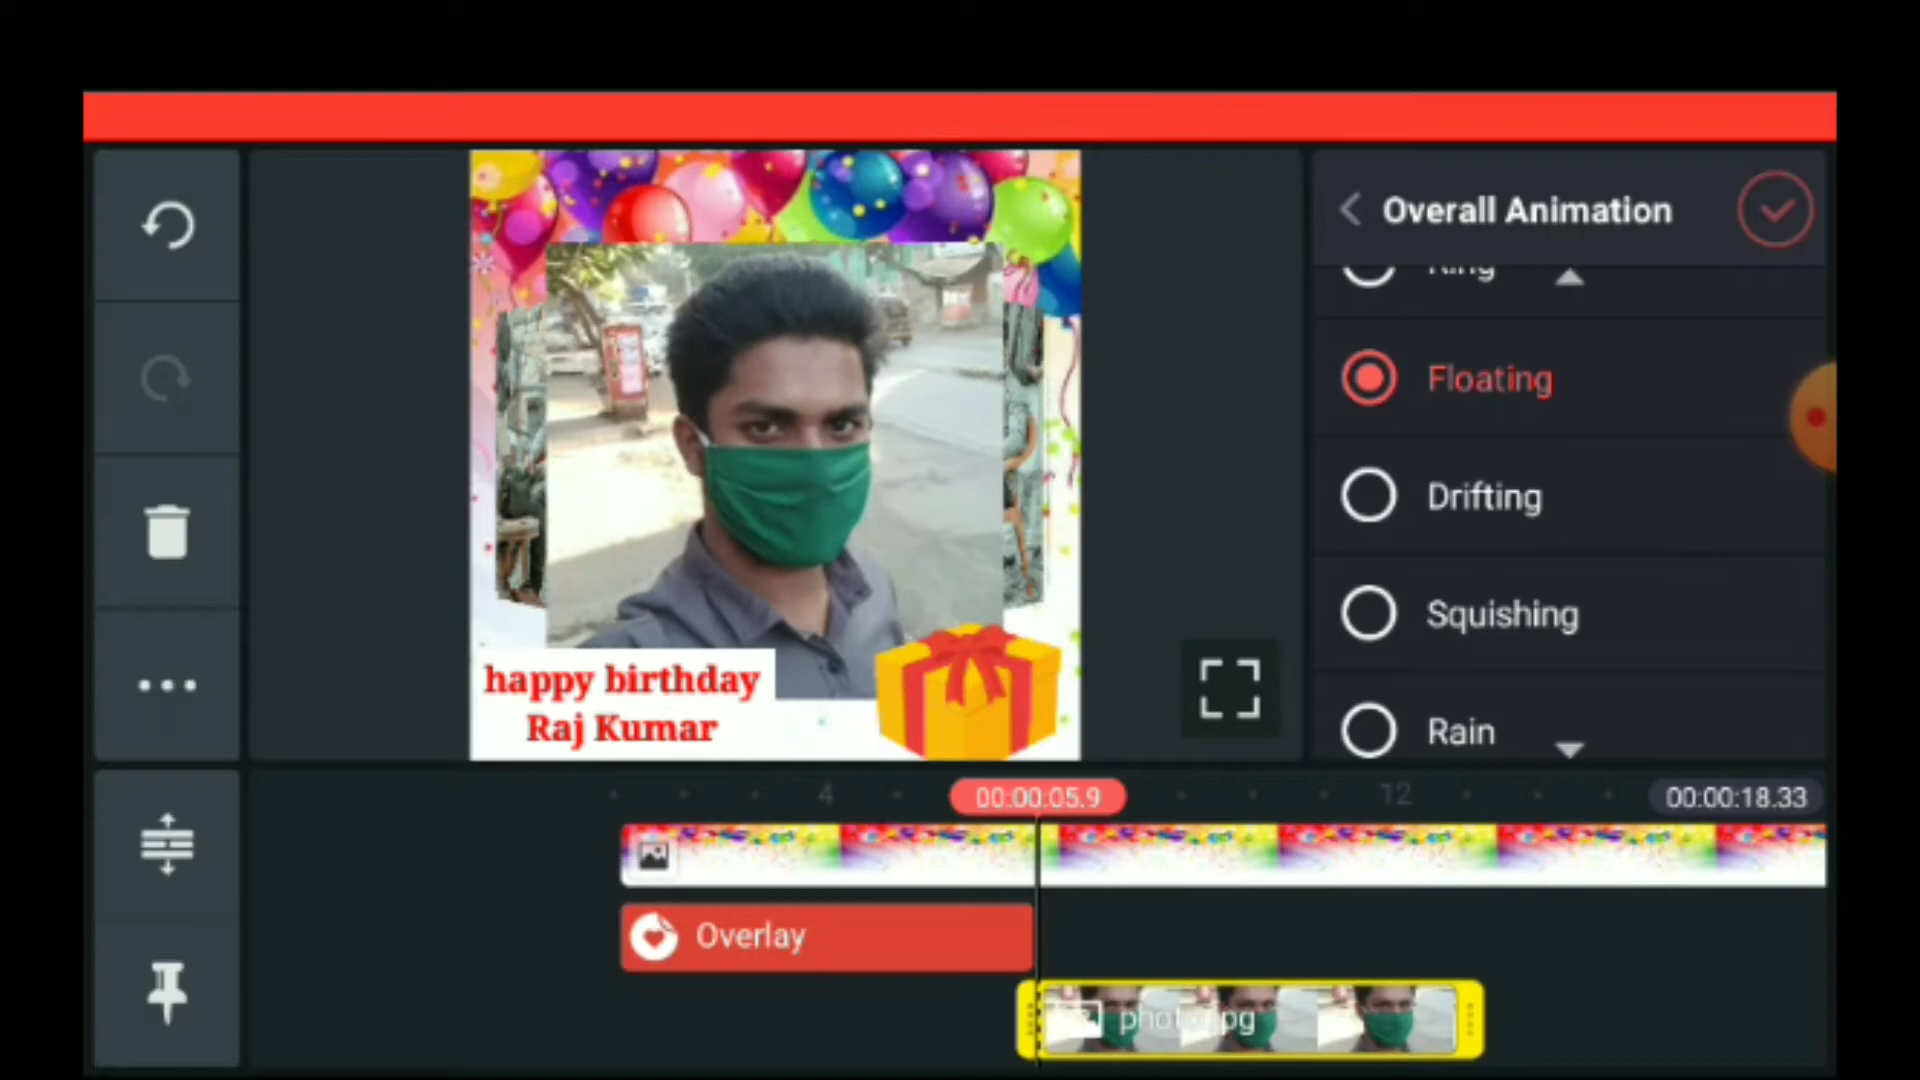 Overall Animation
Ring
Floating
Drifting
Squishing
Rain
happy birthday
Raj Kumar
4
00:00:05.9
12
00:00:18.33
Overlay